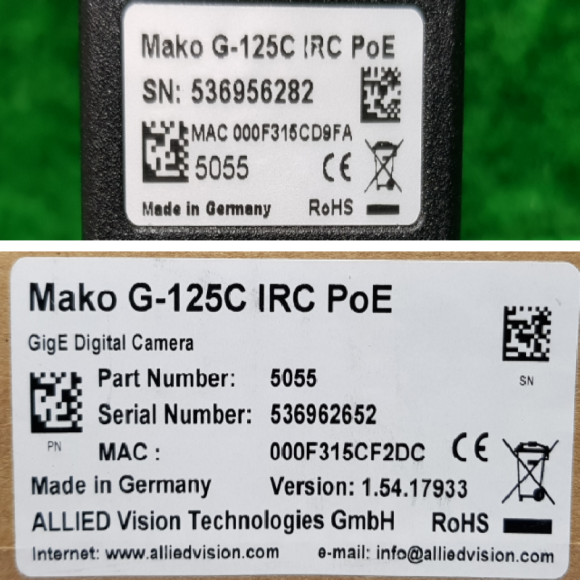 Mako G-125C IRC PoE
SN: 536956282
MAC 000F315CD9FA
5055
CE
Made in Germany RoHS
Mako G-125C IRC PoE
GigE Digital Camera
SN
Part Number: 5055
Serial Number: 536962652
PN
MAC : 000F315CF2DC CE
Made in Germany Version: 1.54.17933
ALLIED Vision Technologies GmbH RoHS
Internet: www.alliedvision.com e-mail: info@alliedvision.com